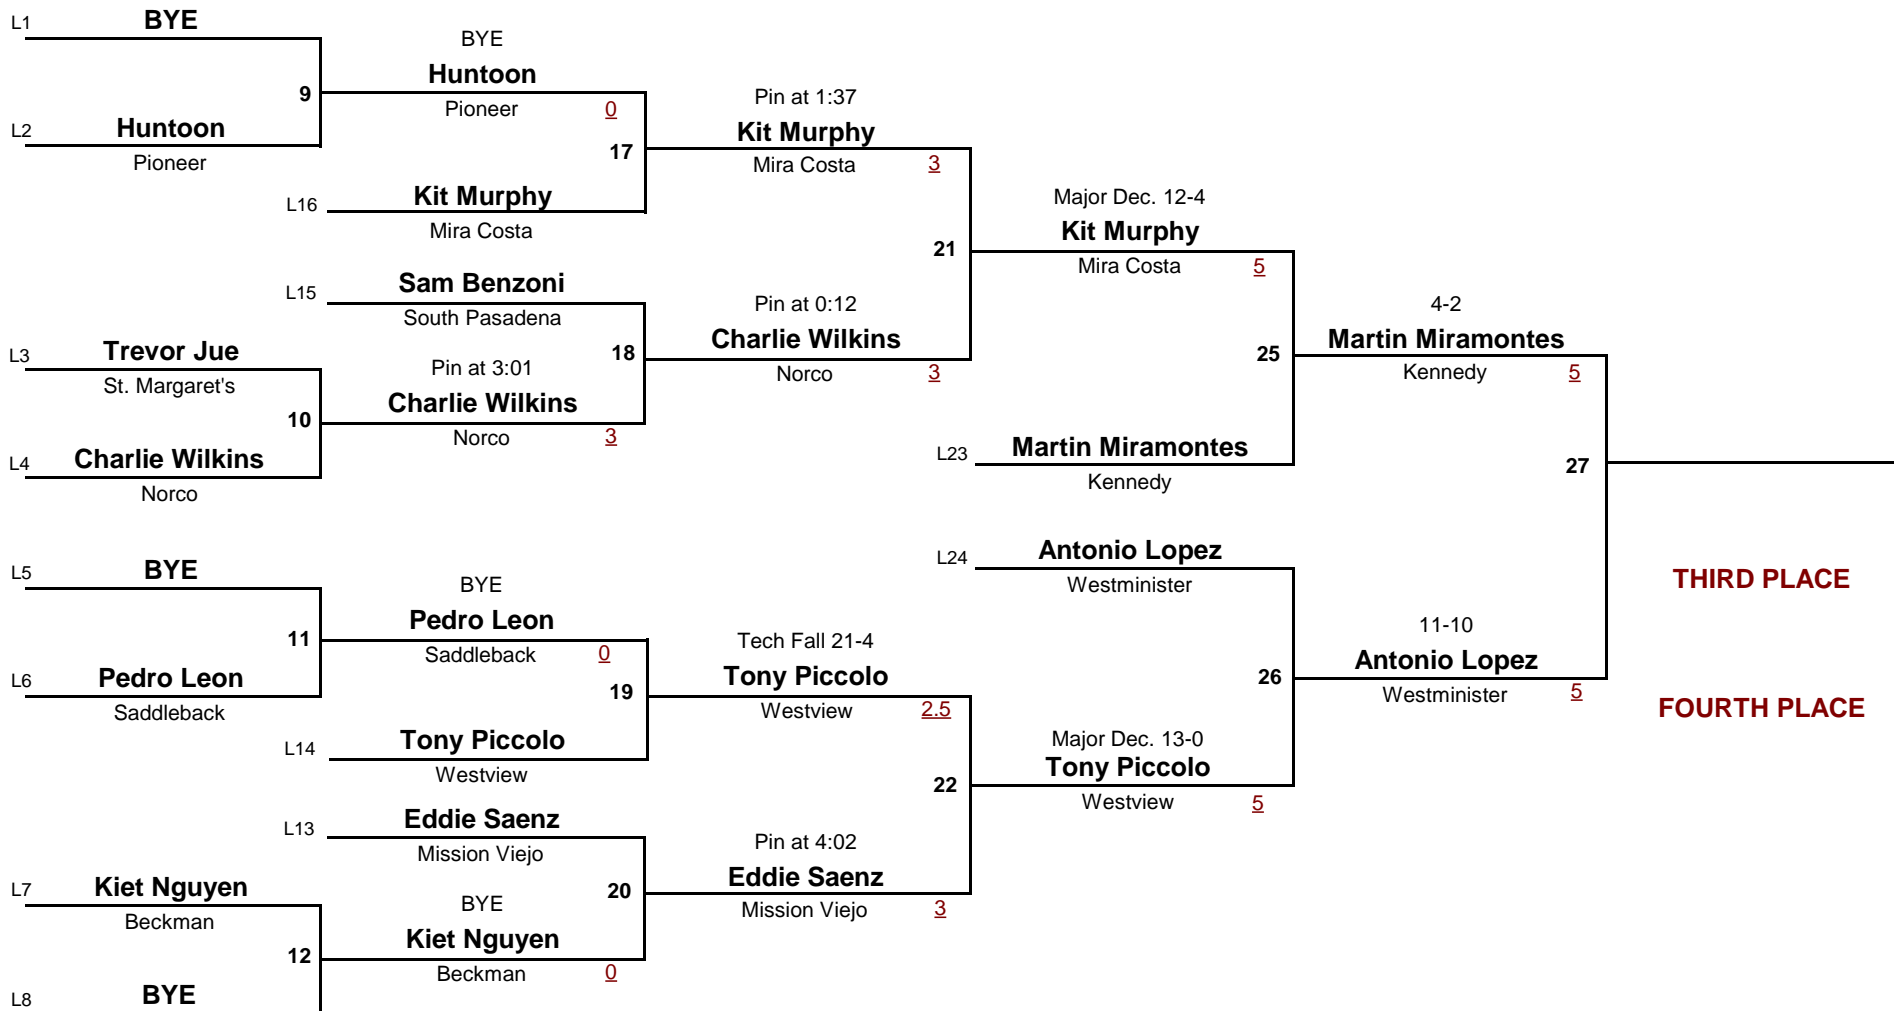 L1 BYE
BYE
Huntoon
9
Pioneer 0
L2 Huntoon
Pioneer
17
L16 Kit Murphy
Mira Costa
Pin at 1:37
Kit Murphy
Mira Costa 3
L15 Sam Benzoni
South Pasadena
L3 Trevor Jue
St. Margaret's
18
Pin at 3:01
Charlie Wilkins
10
Norco 3
L4 Charlie Wilkins
Norco
Pin at 0:12
Charlie Wilkins
Norco 3
21
Major Dec. 12-4
Kit Murphy
Mira Costa 5
25
L23 Martin Miramontes
Kennedy
4-2
Martin Miramontes
Kennedy 5
27
L5 BYE
BYE
Pedro Leon
11
Saddleback 0
L6 Pedro Leon
Saddleback
19
L14 Tony Piccolo
Westview
Tech Fall 21-4
Tony Piccolo
Westview 2.5
L13 Eddie Saenz
Mission Viejo
L7 Kiet Nguyen
Beckman
20
BYE
Kiet Nguyen
12
Beckman 0
L8 BYE
Pin at 4:02
Eddie Saenz
Mission Viejo 3
22
L24 Antonio Lopez
Westminister
26
Major Dec. 13-0
Tony Piccolo
Westview 5
11-10
Antonio Lopez
Westminister 5
THIRD PLACE
FOURTH PLACE